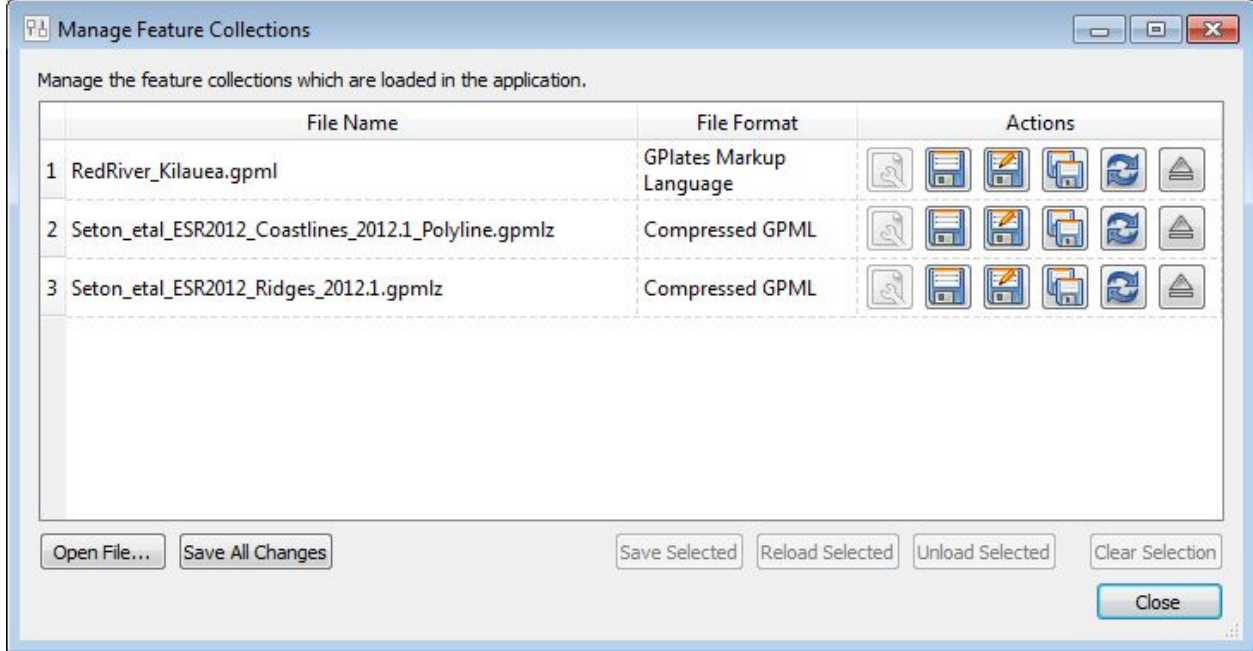 Manage Feature Collections
Manage the feature collections which are loaded in the application.
File Name File Format Actions
1 RedRiver_Kilauea.gpml GPlates Markup
Language
2 Seton_etal_ESR2012_Coastlines_2012.1_Polyline.gpmlz Compressed GPML
3 Seton_etal_ESR2012_Ridges_2012.1.gpmlz Compressed GPML
Open File... Save All Changes Save Selected Reload Selected Unload Selected Clear Selection
Close